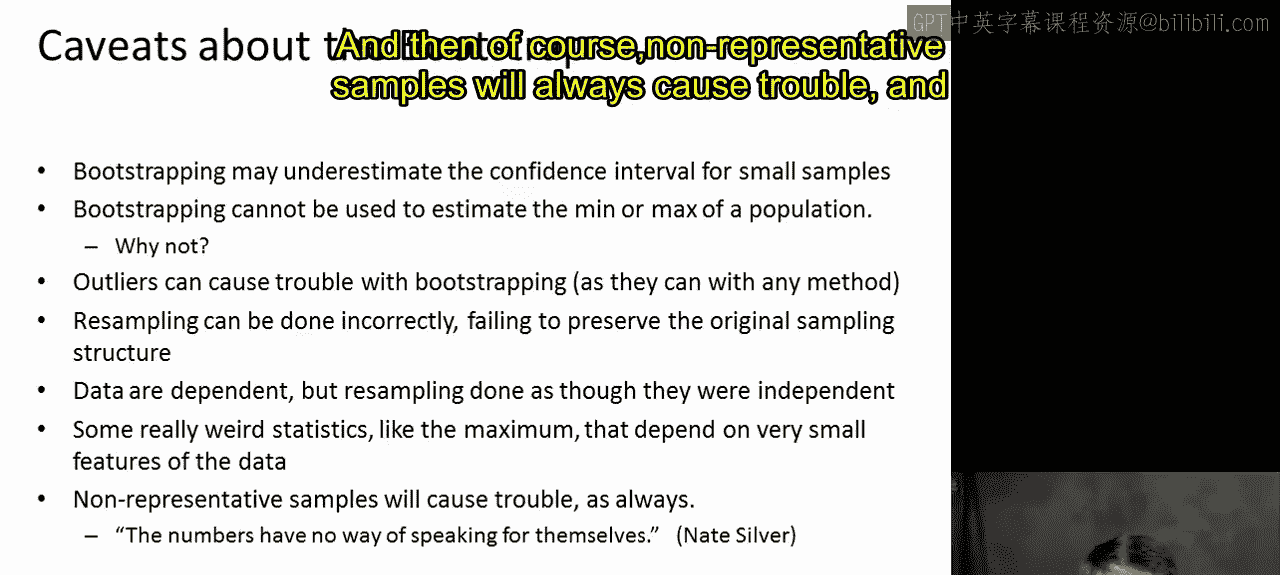 GPT中英字幕课程资源@bilibili.com
Caveats about
And then of course,non-representative
samples will always cause trouble, and
• Bootstrapping may underestimate the confidence interval for small samples
• Bootstrapping cannot be used to estimate the min or max of a population.
– Why not?
• Outliers can cause trouble with bootstrapping (as they can with any method)
• Resampling can be done incorrectly, failing to preserve the original sampling
structure
• Data are dependent, but resampling done as though they were independent
• Some really weird statistics, like the maximum, that depend on very small
features of the data
• Non-representative samples will cause trouble, as always.
– “The numbers have no way of speaking for themselves.” (Nate Silver)